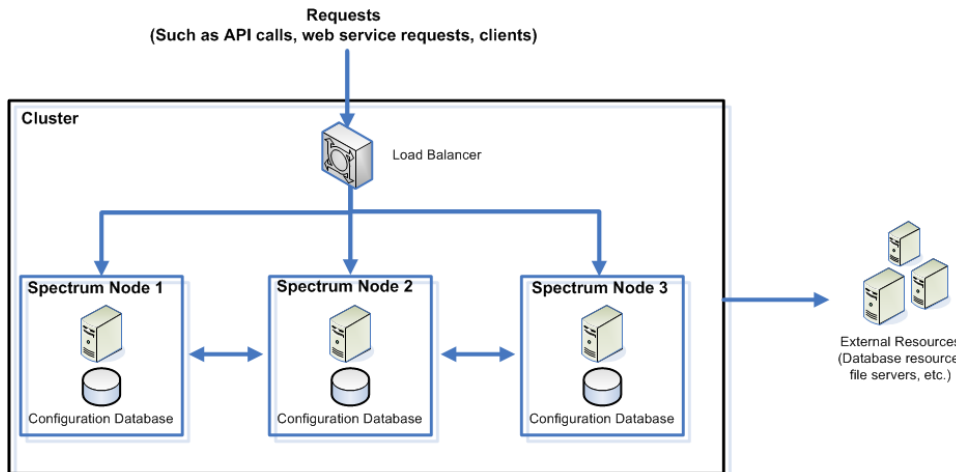 Requests
(Such as API calls, web service requests, clients)
Cluster
Load Balancer
Spectrum Node 1
Spectrum Node 2
Spectrum Node 3
Configuration Database
Configuration Database
Configuration Database
External Resources
(Database resource
file servers, etc.)